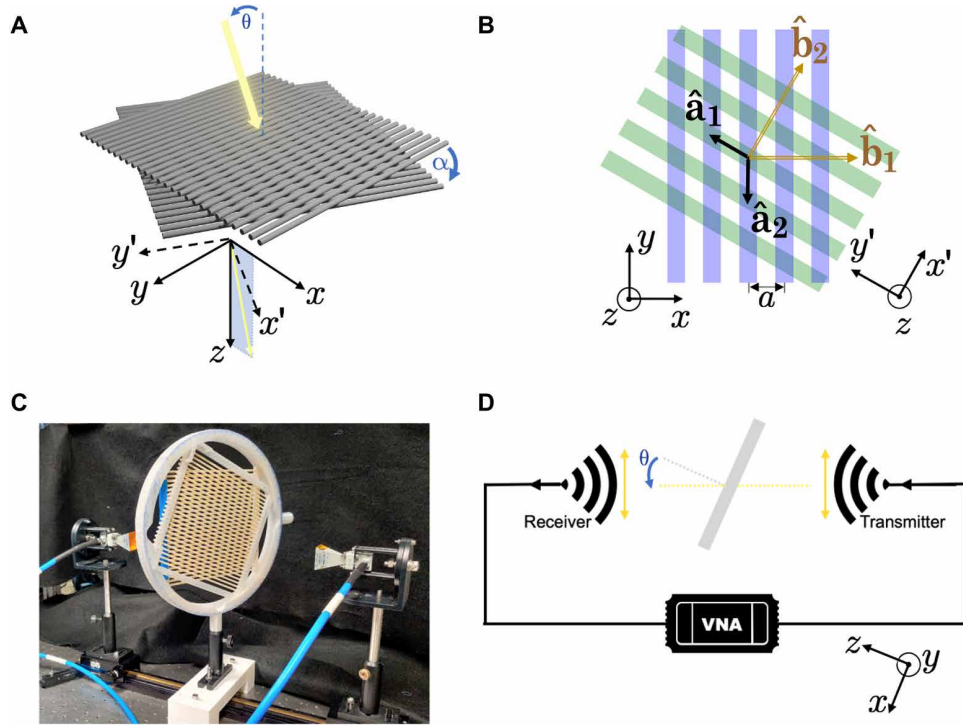 A
θ
α
y'
y
x
x'
z
B
b̂₂
â₁
b̂₁
â₂
y
y'
x'
z
x
a
z
C
D
θ
Receiver
Transmitter
VNA
z
y
x